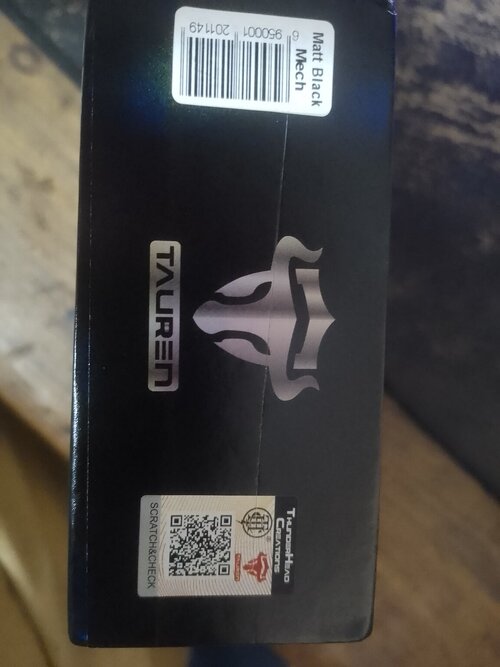 Matt Black
Mech
6
950001
201149
TAUREN
THUNDERHEAD
CREATIONS
SCRATCH&CHECK